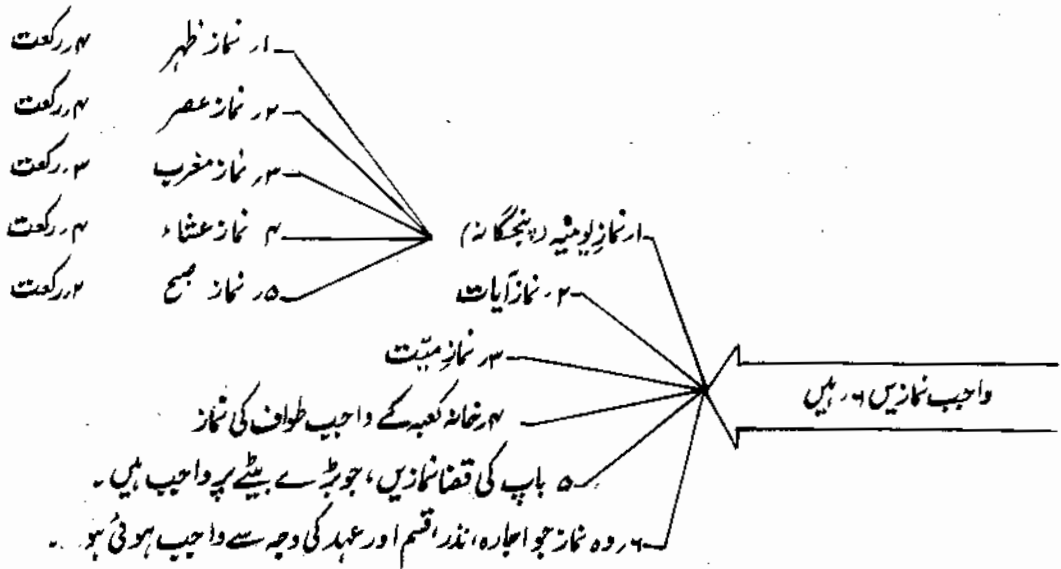 واجب نمازیں ۶؍ ہیں
۱؍ نمازِ یومیّہ (پنجگانہ)
۱؍ نماز ظہر ۴؍رکعت
۲؍ نماز عصر ۴؍رکعت
۳؍ نماز مغرب ۳؍رکعت
۴ نماز عشاء ۴؍رکعت
۵؍ نماز صبح ۲؍رکعت
۲؍ نماز آیات
۳؍ نمازِ میّت
۴؍ خانہ کعبہ کے واجب طواف کی نماز
۵ باپ کی قضا نمازیں، جو بڑے بیٹے پر واجب ہیں۔
۶؍ وہ نماز جو اجارہ، نذر، قسم اور عہد کی وجہ سے واجب ہوئی ہو۔